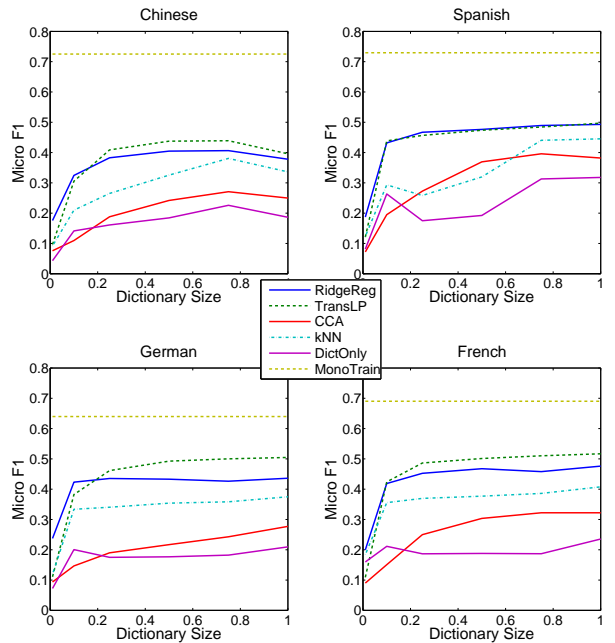 Chinese
Spanish
0.8
0.7
0.6
0.5
0.4
0.3
0.2
0.1
0
Micro F1
0 0.2 0.4 0.6 0.8 1
Dictionary Size
0.8
0.7
0.6
0.5
0.4
0.3
0.2
0.1
0
Micro F1
0 0.2 0.4 0.6 0.8 1
Dictionary Size
RidgeReg
TransLP
CCA
kNN
DictOnly
MonoTrain
German
French
0.8
0.7
0.6
0.5
0.4
0.3
0.2
0.1
0
Micro F1
0 0.2 0.4 0.6 0.8 1
Dictionary Size
0.8
0.7
0.6
0.5
0.4
0.3
0.2
0.1
0
Micro F1
0 0.2 0.4 0.6 0.8 1
Dictionary Size